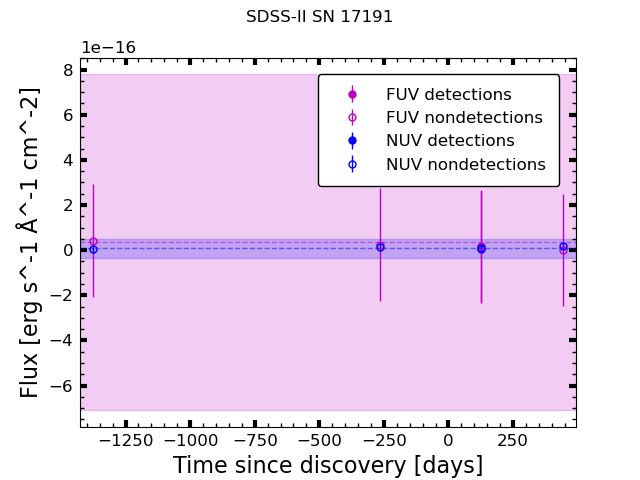 SDSS-II SN 17191
1e−16
FUV detections
FUV nondetections
NUV detections
NUV nondetections
8
6
4
2
0
−2
−4
−6
Flux [erg s^-1 Å^-1 cm^-2]
−1250 −1000 −750 −500 −250 0 250
Time since discovery [days]